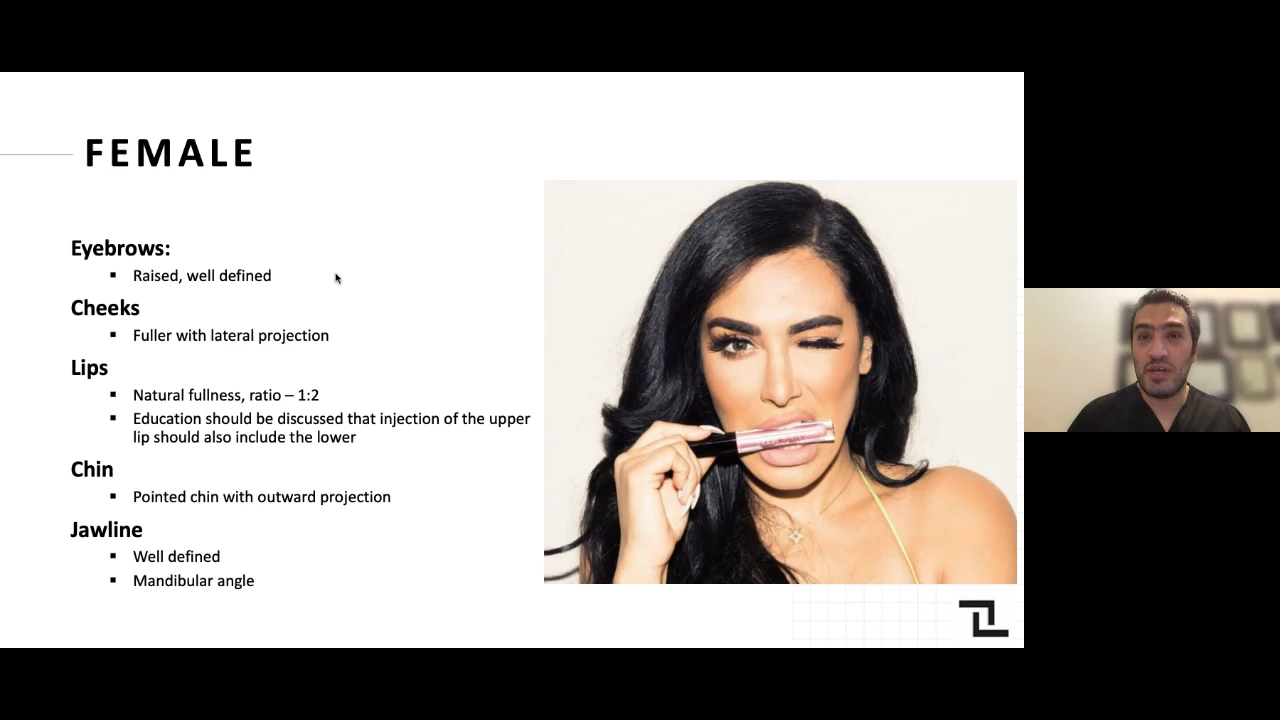 FEMALE
Eyebrows:
▪ Raised, well defined
Cheeks
▪ Fuller with lateral projection
Lips
▪ Natural fullness, ratio – 1:2
▪ Education should be discussed that injection of the upper
lip should also include the lower
Chin
▪ Pointed chin with outward projection
Jawline
▪ Well defined
▪ Mandibular angle